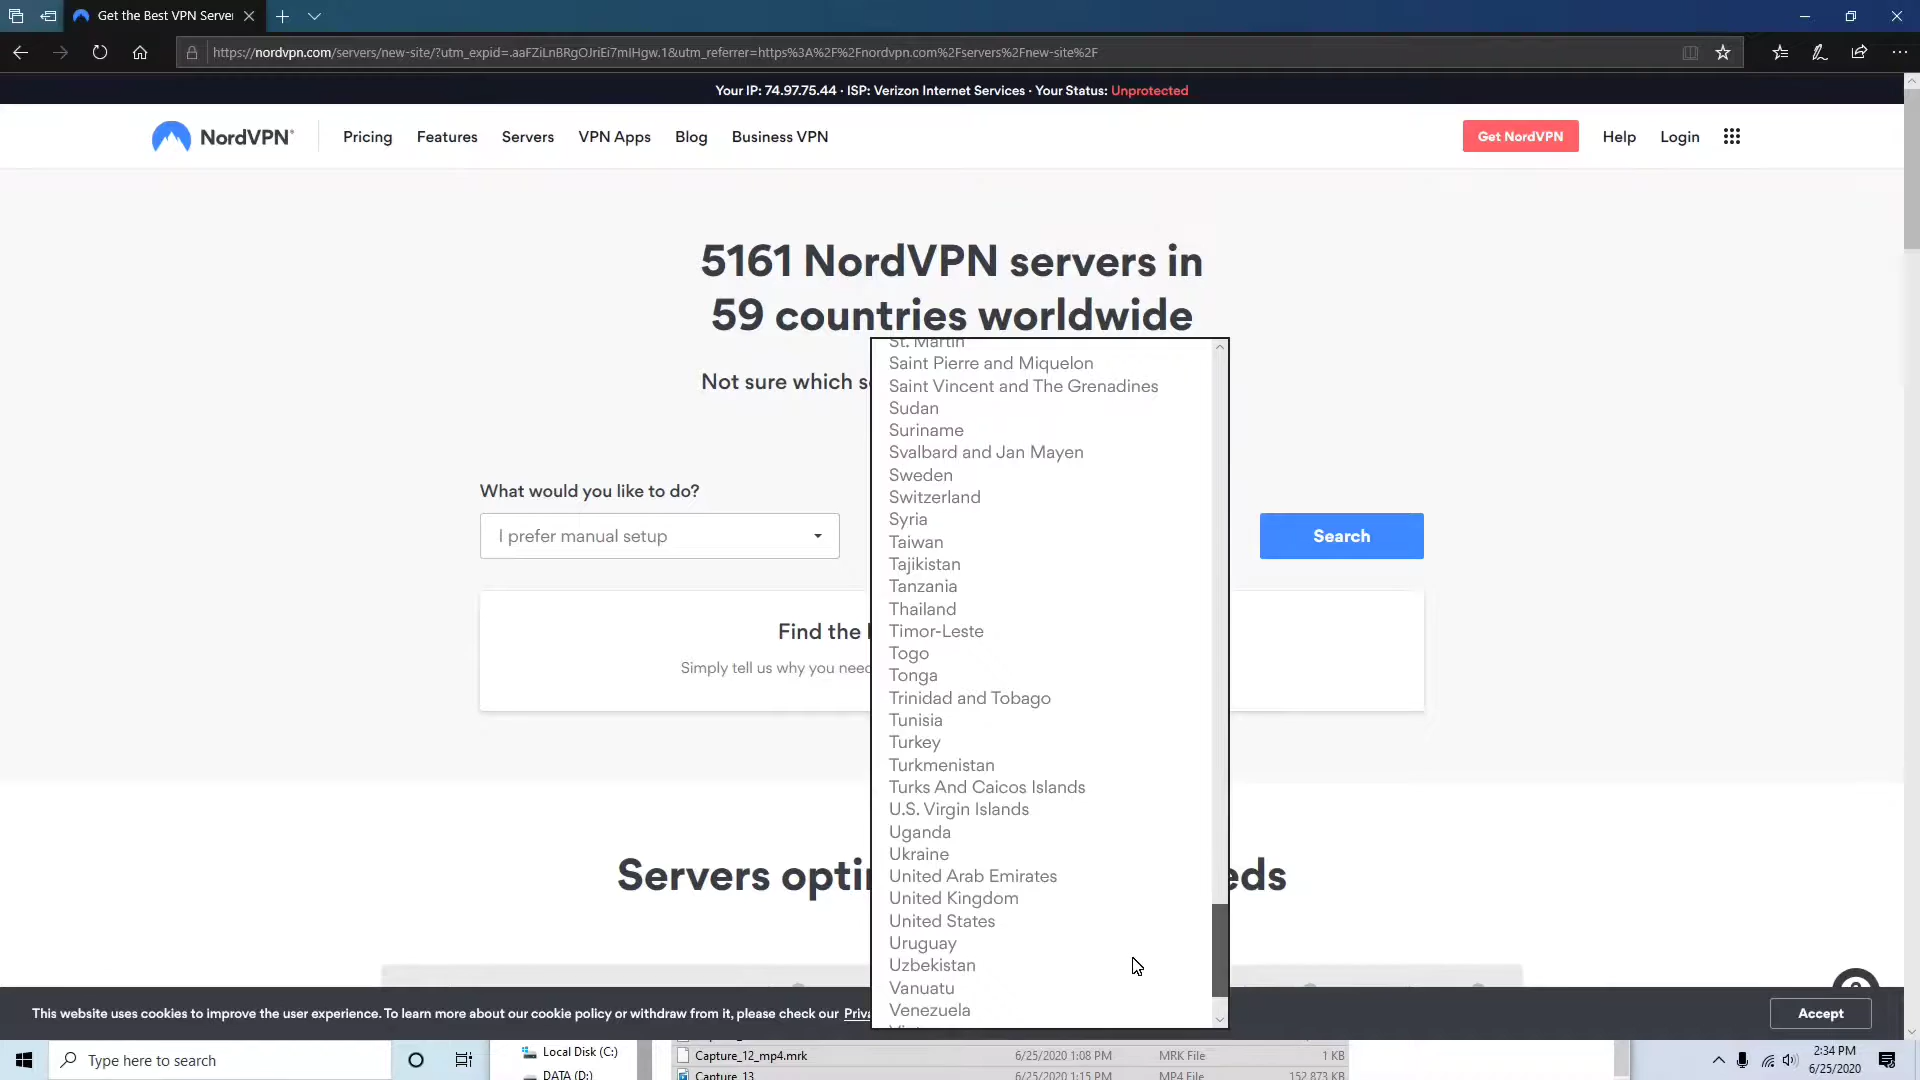 Get the Best VPN Server
https://nordvpn.com/servers/new-site/?utm_expid=.aaFZiLnBRgOJriEi7mIHgw.1&utm_referrer=https%3A%2F%2Fnordvpn.com%2Fservers%2Fnew-site%2F
Your IP: 74.97.75.44 · ISP: Verizon Internet Services · Your Status: Unprotected
NordVPN®
Pricing
Features
Servers
VPN Apps
Blog
Business VPN
Get NordVPN
Help
Login
5161 NordVPN servers in
59 countries worldwide
Not sure which s
What would you like to do?
I prefer manual setup
Search
Find the
Simply tell us why you need
St. Martin
Saint Pierre and Miquelon
Saint Vincent and The Grenadines
Sudan
Suriname
Svalbard and Jan Mayen
Sweden
Switzerland
Syria
Taiwan
Tajikistan
Tanzania
Thailand
Timor-Leste
Togo
Tonga
Trinidad and Tobago
Tunisia
Turkey
Turkmenistan
Turks And Caicos Islands
U.S. Virgin Islands
Uganda
Ukraine
United Arab Emirates
United Kingdom
United States
Uruguay
Uzbekistan
Vanuatu
Venezuela
Servers opti
eds
This website uses cookies to improve the user experience. To learn more about our cookie policy or withdraw from it, please check our Priva
Accept
Type here to search
Local Disk (C:)
DATA (D:)
Capture_12_mp4.mrk
6/25/2020 1:08 PM
MRK File
1 KB
Capture_13
6/25/2020 1:15 PM
MP4 File
152,873 KB
2:34 PM
6/25/2020